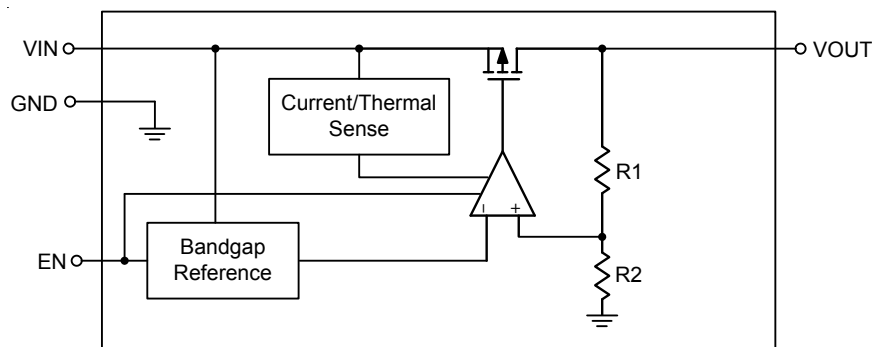 VIN
VOUT
GND
Current/Thermal
Sense
R1
- +
EN
Bandgap
Reference
R2